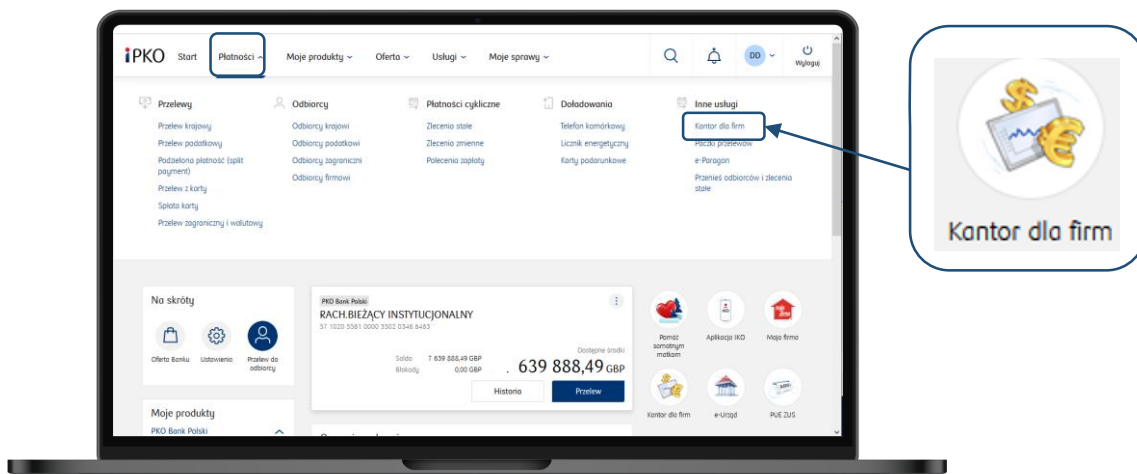 iPKO Start Płatności Moje produkty Oferta Usługi Moje sprawy DD Wyloguj
Przelewy
Przelew krajowy
Przelew podatkowy
Podzielona płatność (split
payment)
Przelew z karty
Spłata karty
Przelew zagraniczny i walutowy
Odbiorcy
Odbiorcy krajowi
Odbiorcy podatkowi
Odbiorcy zagraniczni
Odbiorcy firmowi
Płatności cykliczne
Zlecenia stałe
Zlecenia zmienne
Polecenia zapłaty
Doładowania
Telefon komórkowy
Licznik energetyczny
Karty podarunkowe
Inne usługi
Kantor dla firm
Paczki przelewów
e-Paragon
Przenieś odbiorców i zlecenia
stałe
Kantor dla firm
Na skróty
Oferta Banku
Ustawienia
Przelew do
odbiorcy
Moje produkty
PKO Bank Polski
PKO Bank Polski
RACH.BIEŻĄCY INSTYTUCJONALNY
Dostępne środki
Saldo 7 639 888,49 GBP
Blokady 0,00 GBP
639 888,49 GBP
Historia
Przelew
Pomóż
samotnym
matkom
Aplikacja IKO
Moja firma
Kantor dla firm
e-Urząd
PUE ZUS